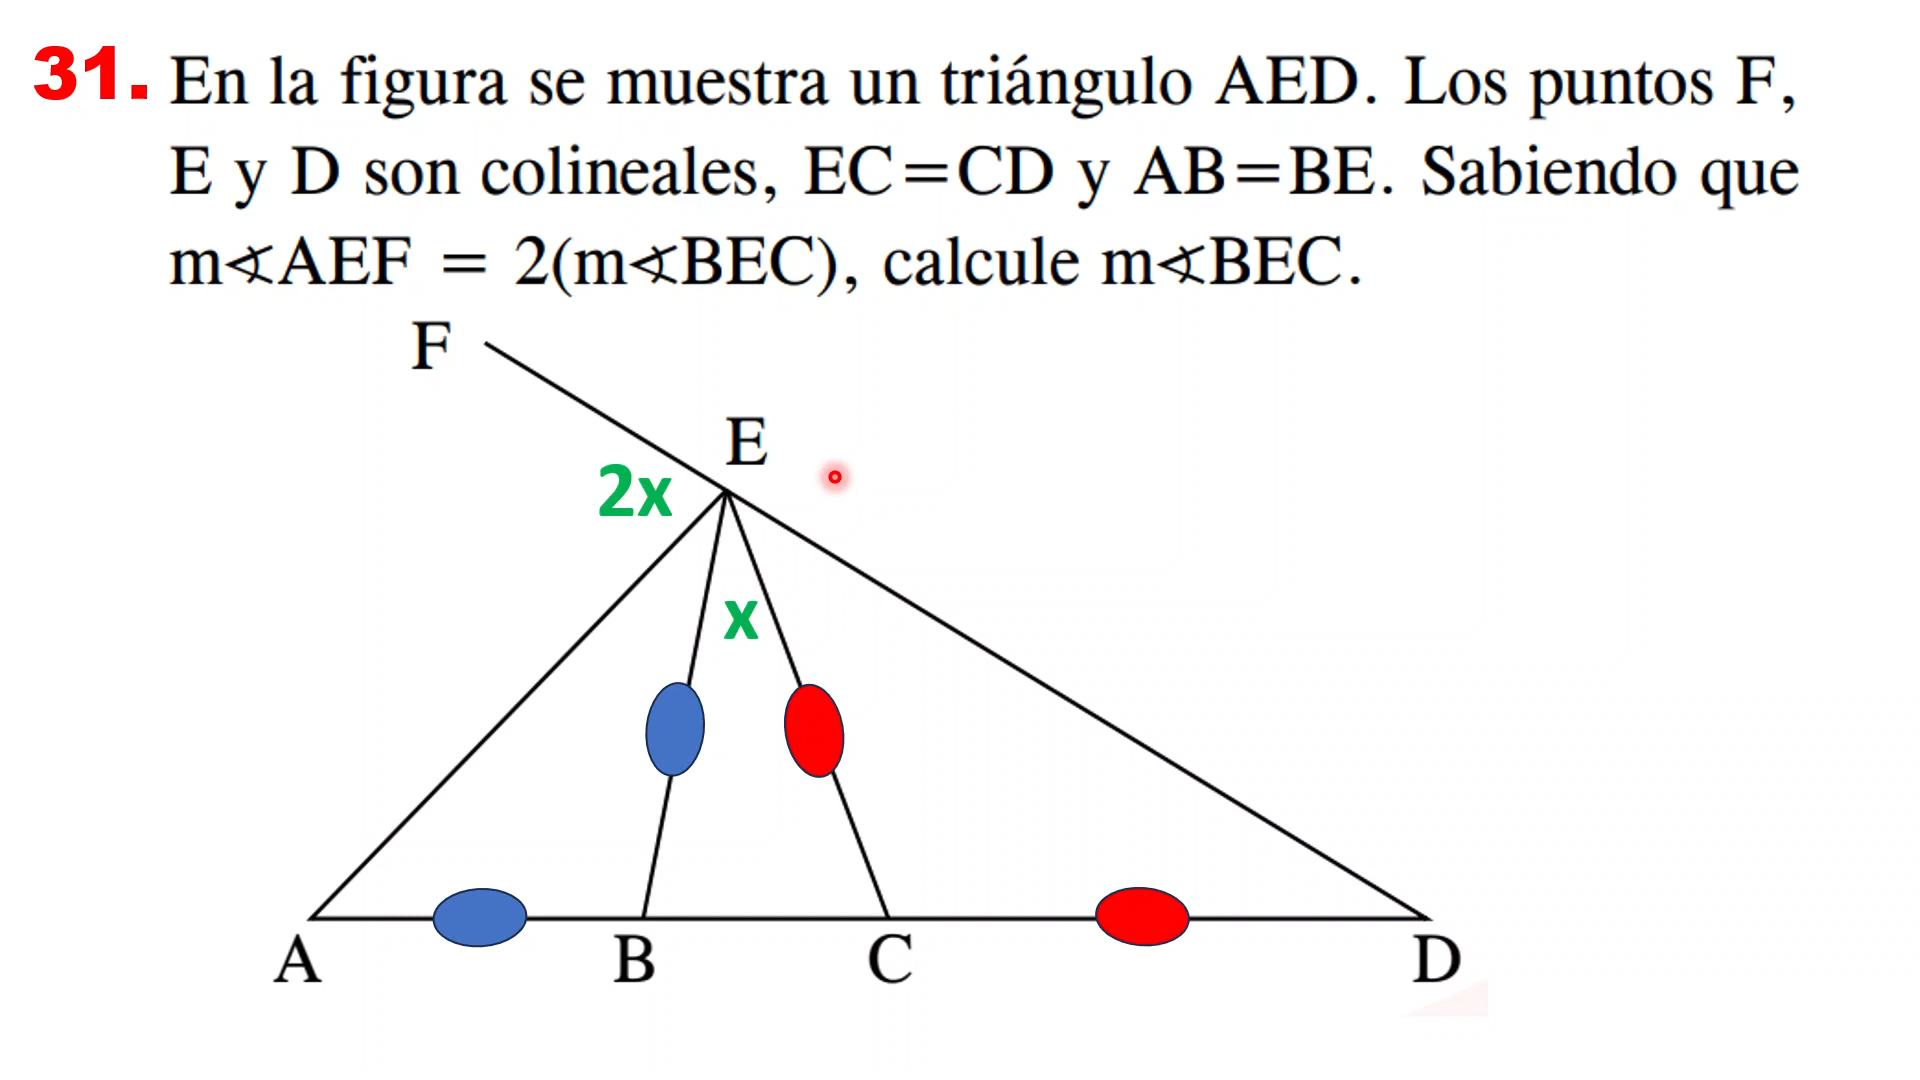 31. En la figura se muestra un triángulo AED. Los puntos F,
E y D son colineales, EC=CD y AB=BE. Sabiendo que
m∢AEF = 2(m∢BEC), calcule m∢BEC.
F
E
2x
x
A B C D